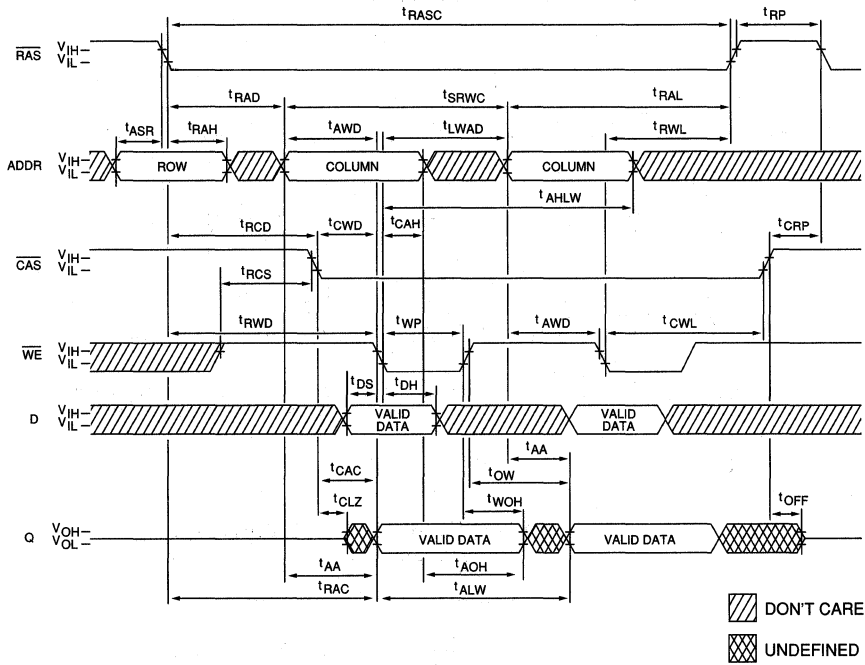 tRASC
tRP
RAS
VIH
VIL
tRAD
tSRWC
tRAL
tASR
tRAH
tAWD
tLWAD
tRWL
ADDR
VIH
VIL
ROW
COLUMN
COLUMN
tAHLW
tRCD
tCWD
tCAH
tCRP
CAS
VIH
VIL
tRCS
tRWD
tWP
tAWD
tCWL
WE
VIH
VIL
tDS
tDH
D
VIH
VIL
VALID
DATA
VALID
DATA
tAA
tCAC
tOW
tCLZ
tWOH
tOFF
Q
VOH
VOL
VALID DATA
VALID DATA
tAA
tAOH
tRAC
tALW
DON'T CARE
UNDEFINED